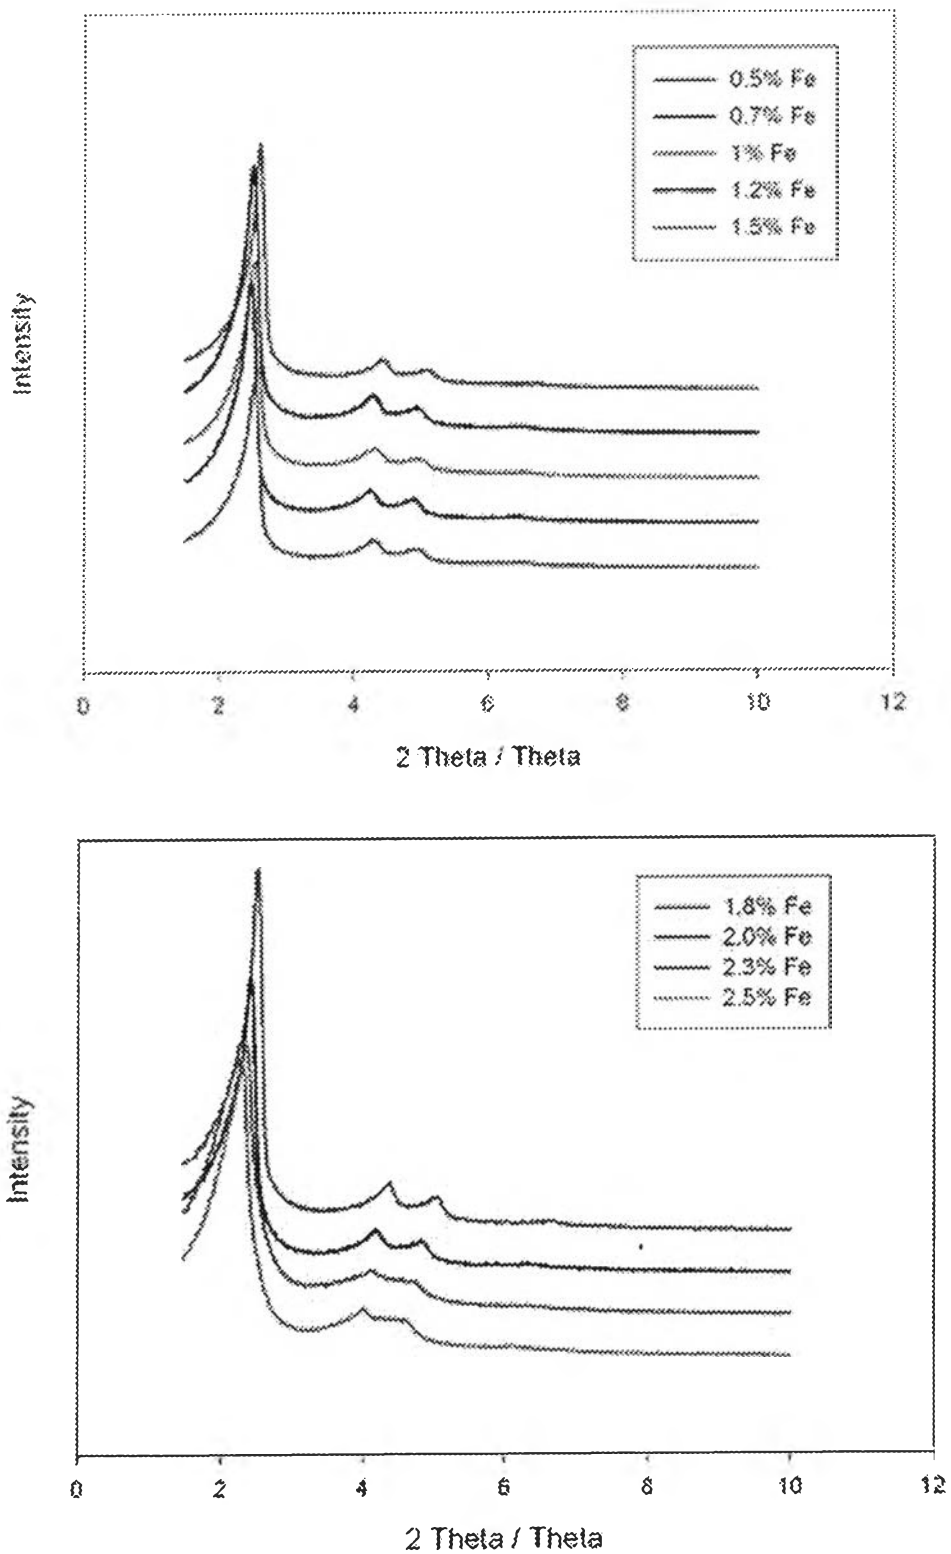 0.5% Fe
0.7% Fe
1% Fe
1.2% Fe
1.5% Fe
Intensity
0 2 4 6 8 10 12
2 Theta / Theta
1.8% Fe
2.0% Fe
2.3% Fe
2.5% Fe
Intensity
0 2 4 6 8 10 12
2 Theta / Theta